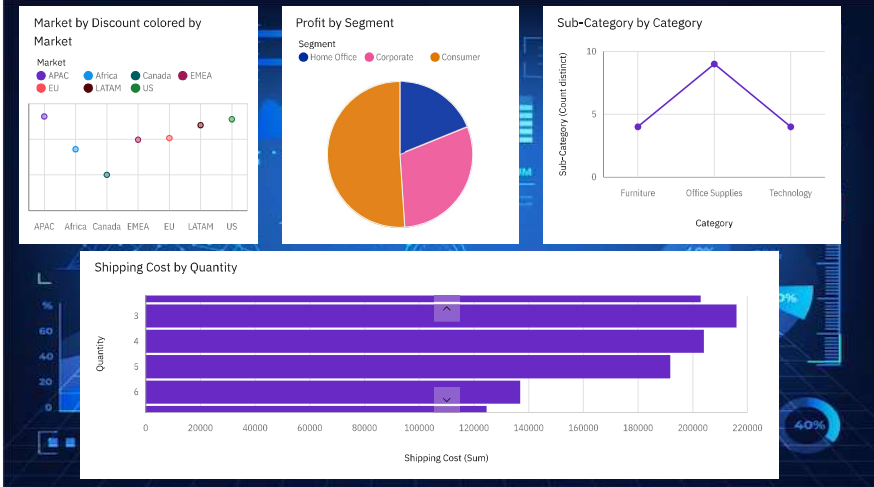 Market by Discount colored by
Market
Market
APAC Africa Canada EMEA
EU LATAM US
APAC Africa Canada EMEA EU LATAM US
Profit by Segment
Segment
Home Office Corporate Consumer
Sub-Category by Category
Sub-Category (Count distinct)
10
5
0
Furniture Office Supplies Technology
Category
Shipping Cost by Quantity
Quantity
3
4
5
6
0 20000 40000 60000 80000 100000 120000 140000 160000 180000 200000 220000
Shipping Cost (Sum)
%
60
40
20
0
40%